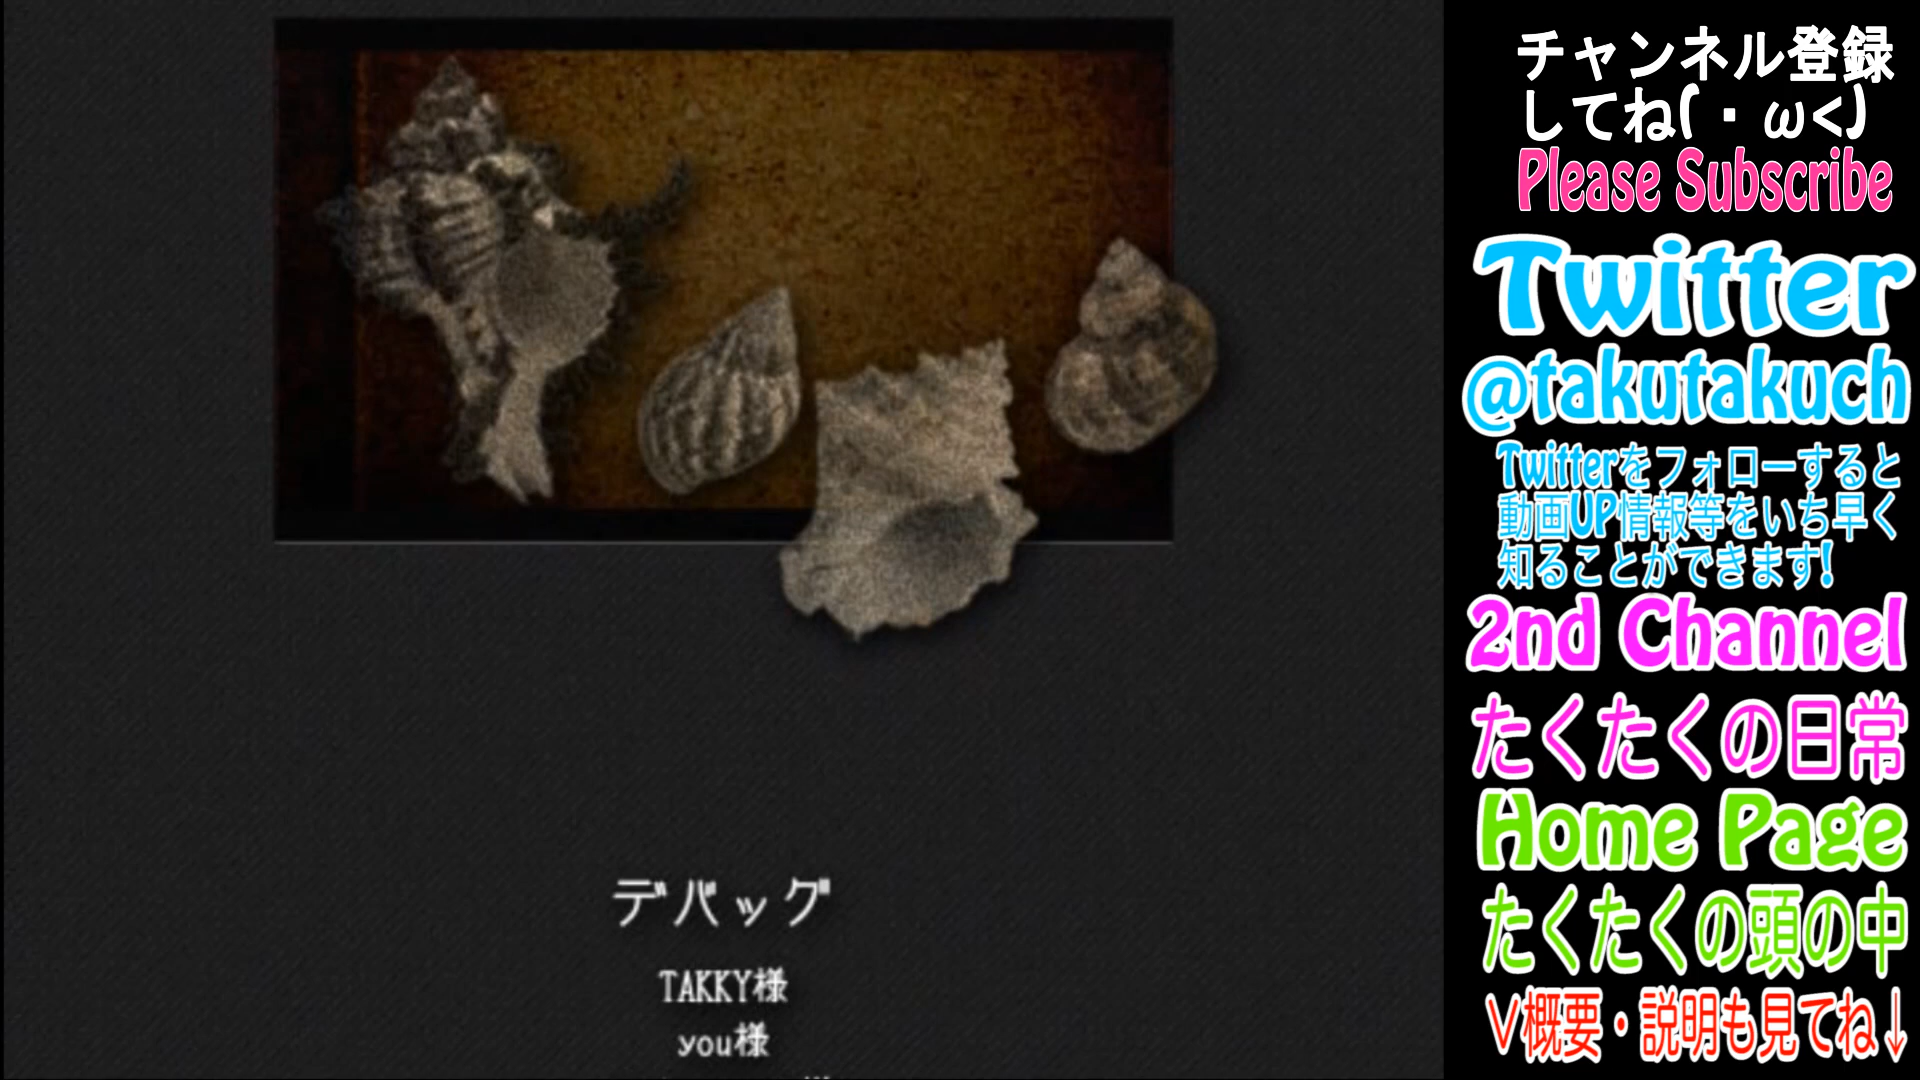 デバッグ
TAKKY様
you様
チャンネル登録
してね(・ω<)
Please Subscribe
Twitter
@takutakuch
Twitterをフォローすると
動画UP情報等をいち早く
知ることができます!
2nd Channel
たくたくの日常
Home Page
たくたくの頭の中
∨概要・説明も見てね↓